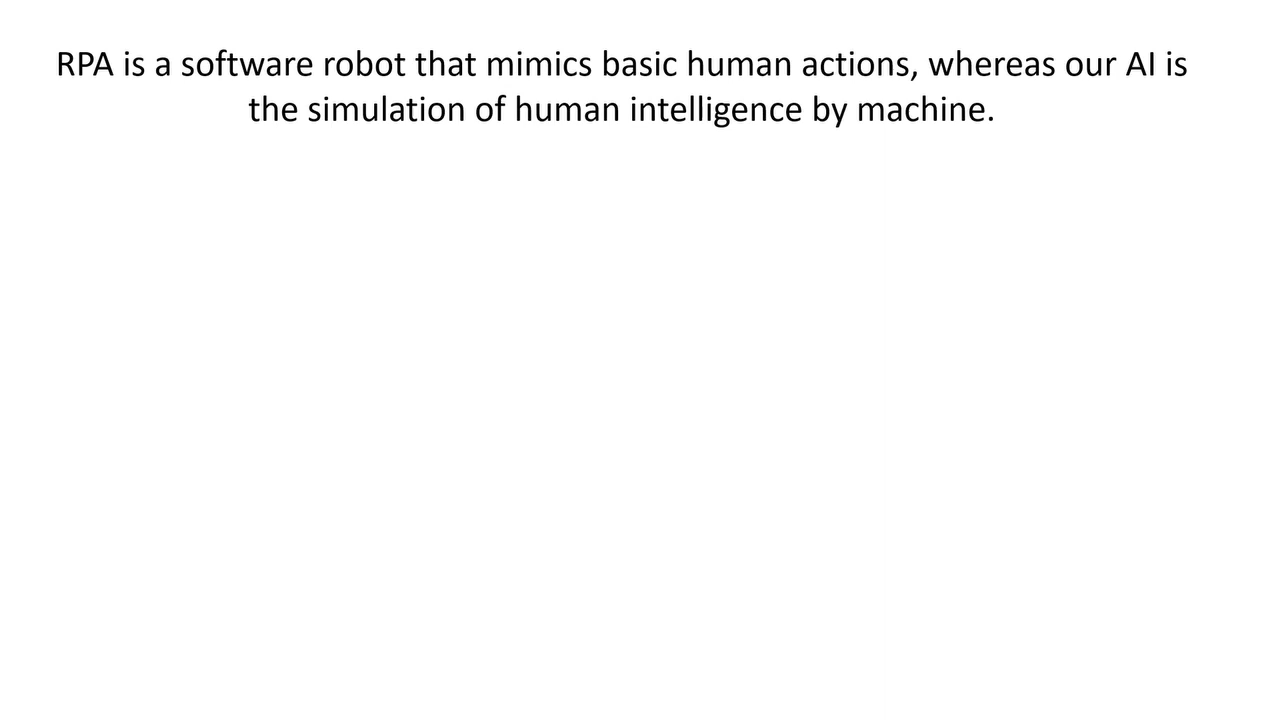 RPA is a software robot that mimics basic human actions, whereas our AI is
the simulation of human intelligence by machine.